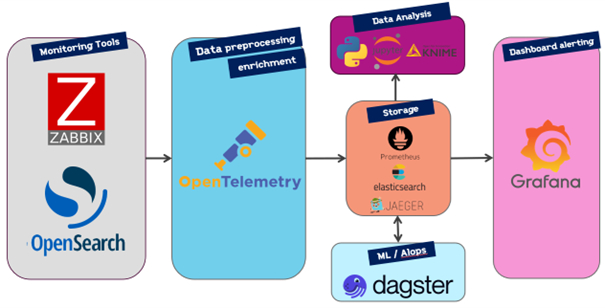 Monitoring Tools
ZABBIX
OpenSearch
Data preprocessing
enrichment
OpenTelemetry
Data Analysis
KNIME
Storage
Prometheus
elasticsearch
JAEGER
ML / AIops
dagster
Dashboard alerting
Grafana